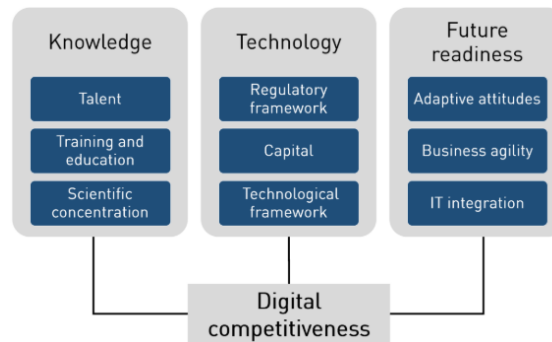 Knowledge
Talent
Training and
education
Scientific
concentration
Technology
Regulatory
framework
Capital
Technological
framework
Future
readiness
Adaptive attitudes
Business agility
IT integration
Digital
competitiveness